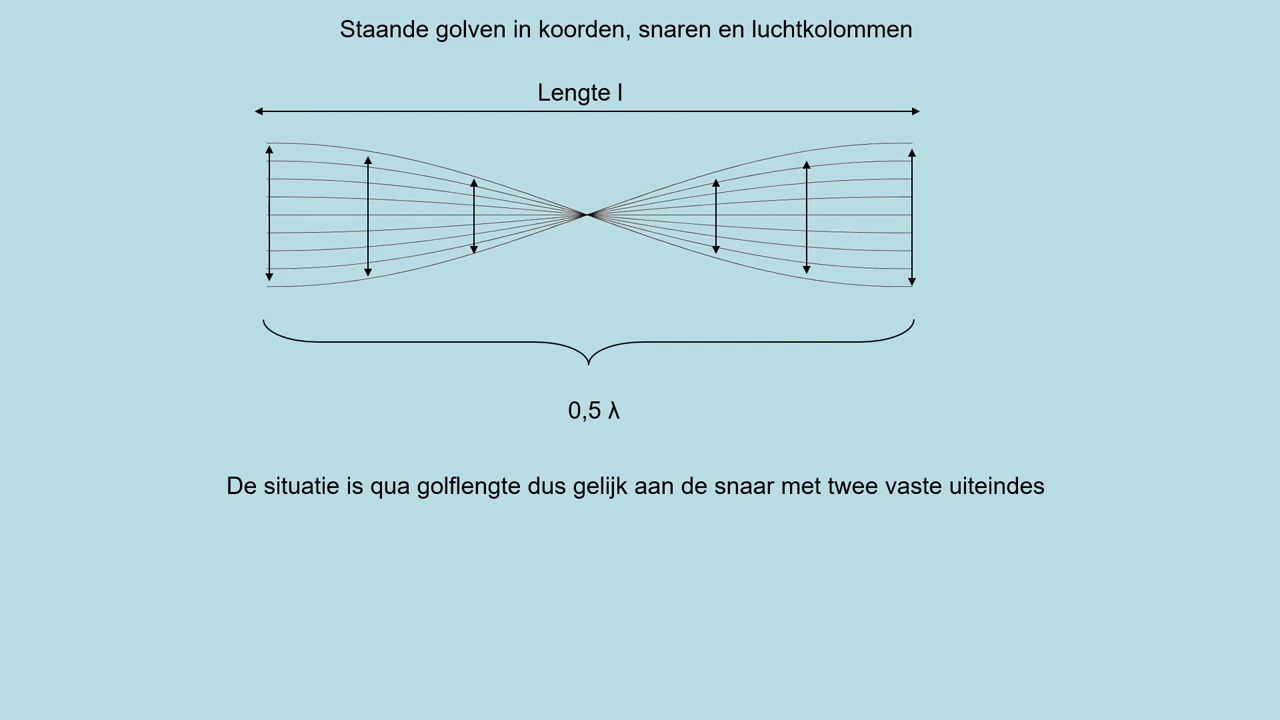 Staande golven in koorden, snaren en luchtkolommen
Lengte l
0,5 λ
De situatie is qua golflengte dus gelijk aan de snaar met twee vaste uiteindes